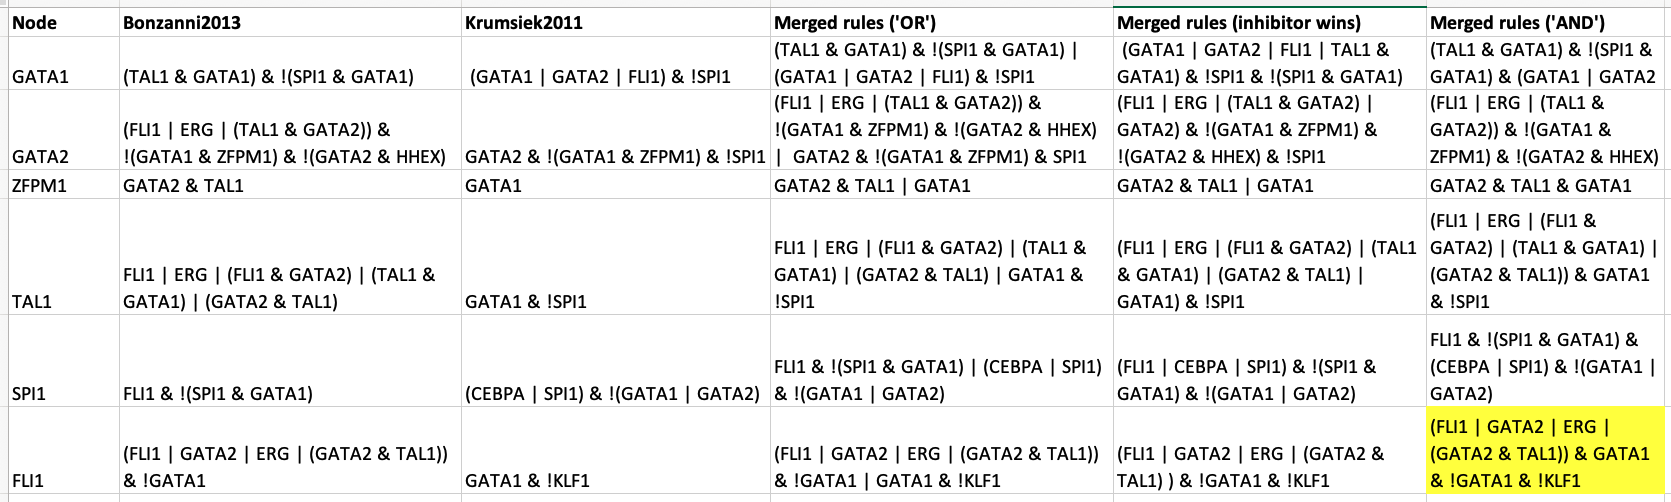 Node
Bonzanni2013
Krumsiek2011
Merged rules ('OR')
Merged rules (inhibitor wins)
Merged rules ('AND')
GATA1
(TAL1 & GATA1) & !(SPI1 & GATA1)
(GATA1 | GATA2 | FLI1) & !SPI1
(TAL1 & GATA1) & !(SPI1 & GATA1) |
(GATA1 | GATA2 | FLI1) & !SPI1
(GATA1 | GATA2 | FLI1 | TAL1 &
GATA1) & !SPI1 & !(SPI1 & GATA1)
(TAL1 & GATA1) & !(SPI1 &
GATA1) & (GATA1 | GATA2
GATA2
(FLI1 | ERG | (TAL1 & GATA2)) &
!(GATA1 & ZFPM1) & !(GATA2 & HHEX)
GATA2 & !(GATA1 & ZFPM1) & !SPI1
(FLI1 | ERG | (TAL1 & GATA2)) &
!(GATA1 & ZFPM1) & !(GATA2 & HHEX)
| GATA2 & !(GATA1 & ZFPM1) & SPI1
(FLI1 | ERG | (TAL1 & GATA2) |
GATA2) & !(GATA1 & ZFPM1) &
!(GATA2 & HHEX) & !SPI1
(FLI1 | ERG | (TAL1 &
GATA2)) & !(GATA1 &
ZFPM1) & !(GATA2 & HHEX)
ZFPM1
GATA2 & TAL1
GATA1
GATA2 & TAL1 | GATA1
GATA2 & TAL1 | GATA1
GATA2 & TAL1 & GATA1
TAL1
FLI1 | ERG | (FLI1 & GATA2) | (TAL1 &
GATA1) | (GATA2 & TAL1)
GATA1 & !SPI1
FLI1 | ERG | (FLI1 & GATA2) | (TAL1 &
GATA1) | (GATA2 & TAL1) | GATA1 &
!SPI1
(FLI1 | ERG | (FLI1 & GATA2) | (TAL1
& GATA1) | (GATA2 & TAL1) |
GATA1) & !SPI1
(FLI1 | ERG | (FLI1 &
GATA2) | (TAL1 & GATA1) |
(GATA2 & TAL1)) & GATA1
& !SPI1
SPI1
FLI1 & !(SPI1 & GATA1)
(CEBPA | SPI1) & !(GATA1 | GATA2)
FLI1 & !(SPI1 & GATA1) | (CEBPA | SPI1)
& !(GATA1 | GATA2)
(FLI1 | CEBPA | SPI1) & !(SPI1 &
GATA1) & !(GATA1 | GATA2)
FLI1 & !(SPI1 & GATA1) &
(CEBPA | SPI1) & !(GATA1 |
GATA2)
FLI1
(FLI1 | GATA2 | ERG | (GATA2 & TAL1))
& !GATA1
GATA1 & !KLF1
(FLI1 | GATA2 | ERG | (GATA2 & TAL1))
& !GATA1 | GATA1 & !KLF1
(FLI1 | GATA2 | ERG | (GATA2 &
TAL1) ) & !GATA1 & !KLF1
(FLI1 | GATA2 | ERG |
(GATA2 & TAL1)) & GATA1
& !GATA1 & !KLF1